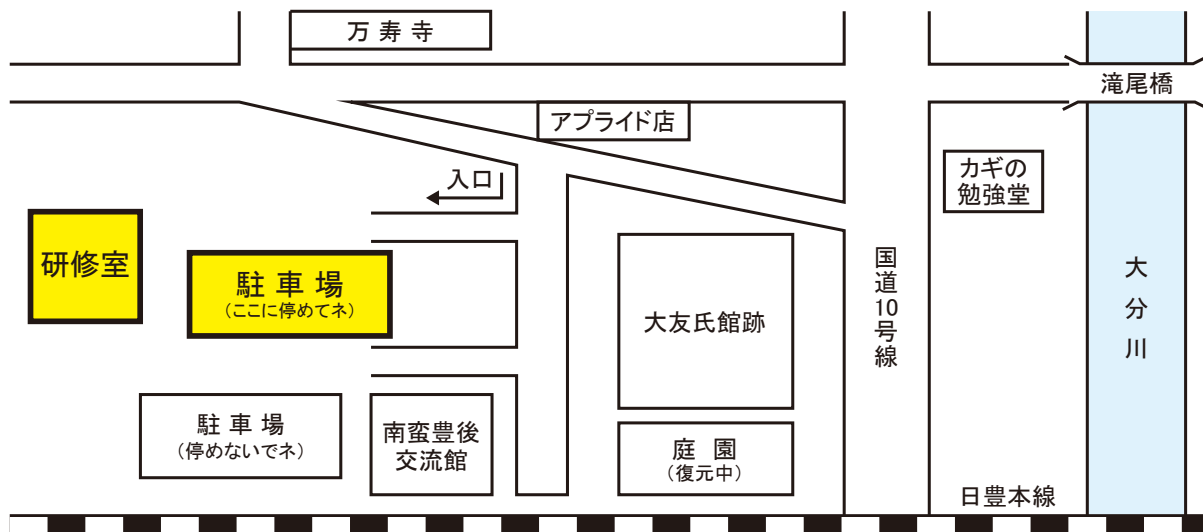 万寿寺
滝尾橋
アプライド店
入口
カギの
勉強堂
研修室
駐車場
(ここに停めてネ)
大友氏館跡
国道10号線
大分川
駐車場
(停めないでネ)
南蛮豊後
交流館
庭園
(復元中)
日豊本線